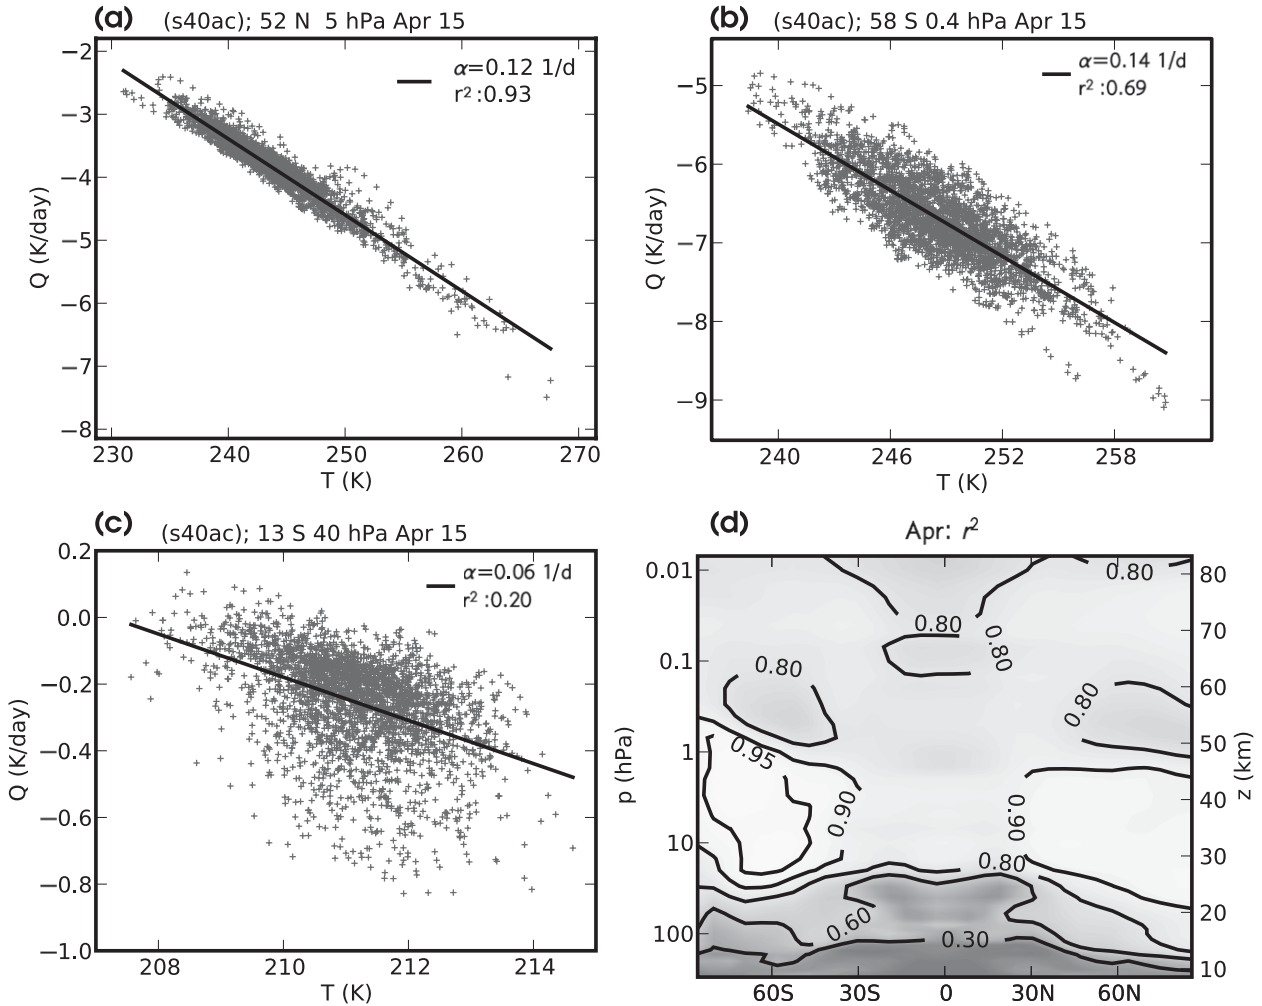 (a) (s40ac); 52 N  5 hPa Apr 15
α=0.12 1/d
r² :0.93
−2
−3
−4
−5
−6
−7
−8
Q (K/day)
230 240 250 260 270
T (K)
(b) (s40ac); 58 S 0.4 hPa Apr 15
α=0.14 1/d
r² :0.69
−5
−6
−7
−8
−9
Q (K/day)
240 246 252 258
T (K)
(c) (s40ac); 13 S 40 hPa Apr 15
α=0.06 1/d
r² :0.20
0.2
0.0
−0.2
−0.4
−0.6
−0.8
−1.0
Q (K/day)
208 210 212 214
T (K)
(d) Apr: r²
0.01
0.1
1
10
100
p (hPa)
80
70
60
50
40
30
20
10
z (km)
0.80
0.80
0.80
0.80
0.80
0.95
0.90
0.90
0.80
0.60
0.30
60S 30S 0 30N 60N